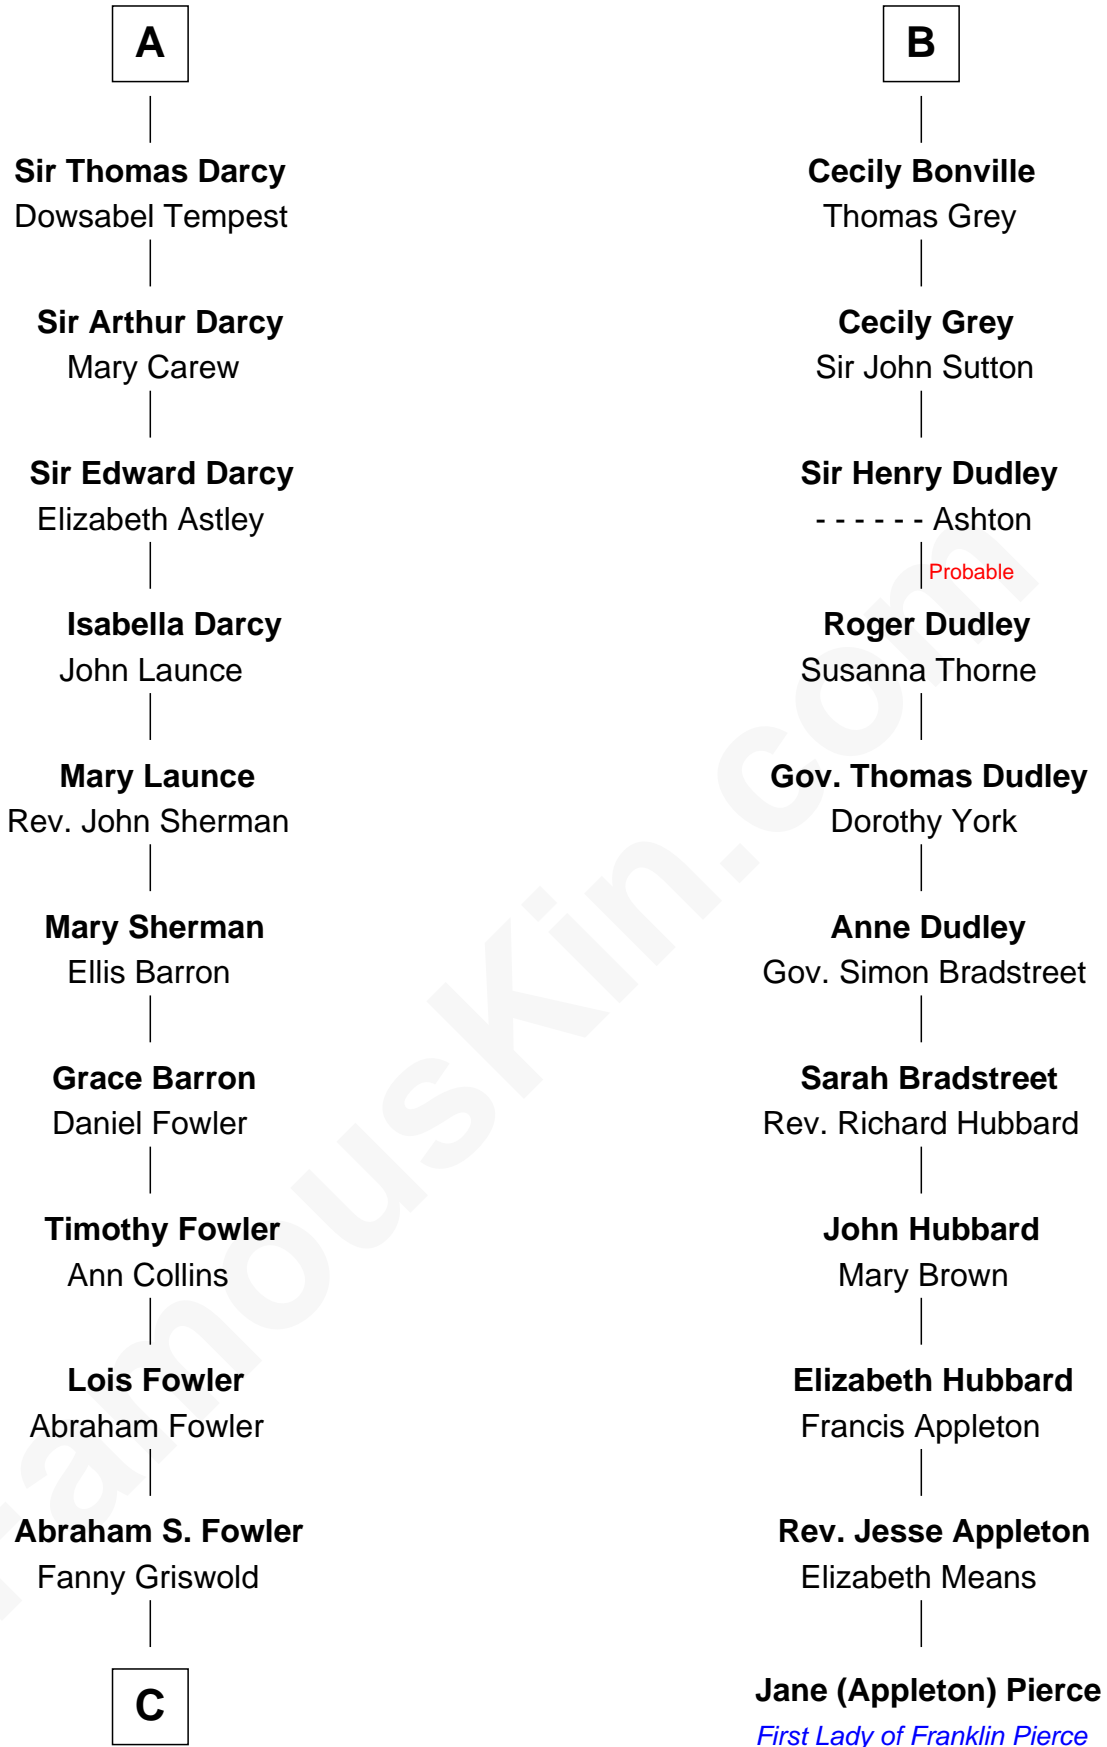 A
Sir Thomas Darcy
Dowsabel Tempest
Sir Arthur Darcy
Mary Carew
Sir Edward Darcy
Elizabeth Astley
Isabella Darcy
John Launce
Mary Launce
Rev. John Sherman
Mary Sherman
Ellis Barron
Grace Barron
Daniel Fowler
Timothy Fowler
Ann Collins
Lois Fowler
Abraham Fowler
Abraham S. Fowler
Fanny Griswold
C
B
Cecily Bonville
Thomas Grey
Cecily Grey
Sir John Sutton
Sir Henry Dudley
- - - - - - Ashton
Probable
Roger Dudley
Susanna Thorne
Gov. Thomas Dudley
Dorothy York
Anne Dudley
Gov. Simon Bradstreet
Sarah Bradstreet
Rev. Richard Hubbard
John Hubbard
Mary Brown
Elizabeth Hubbard
Francis Appleton
Rev. Jesse Appleton
Elizabeth Means
Jane (Appleton) Pierce
First Lady of Franklin Pierce
FamousKin.com